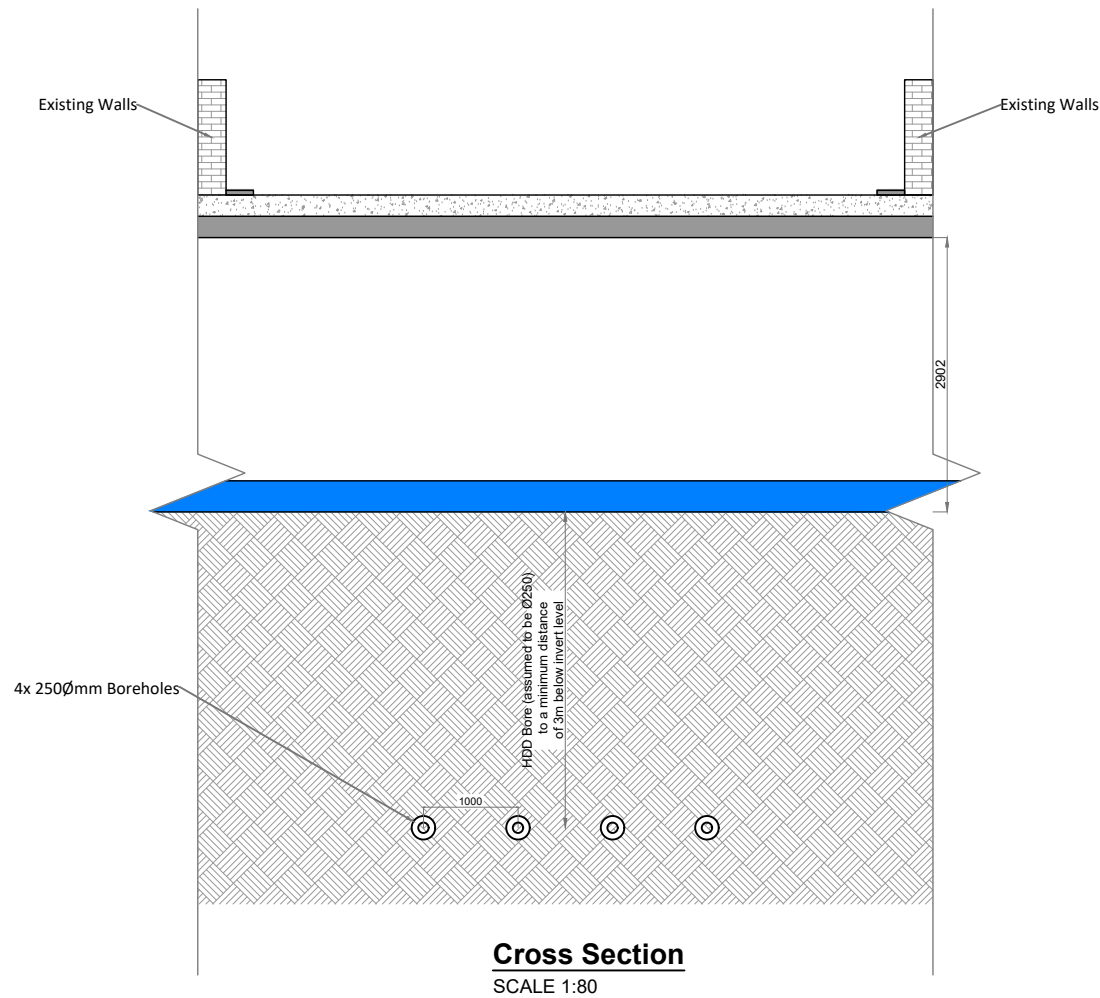 Existing Walls
Existing Walls
2902
HDD Bore (assumed to be Ø250)
to a minimum distance
of 3m below invert level
4x 250Ømm Boreholes
1000
Cross Section
SCALE 1:80